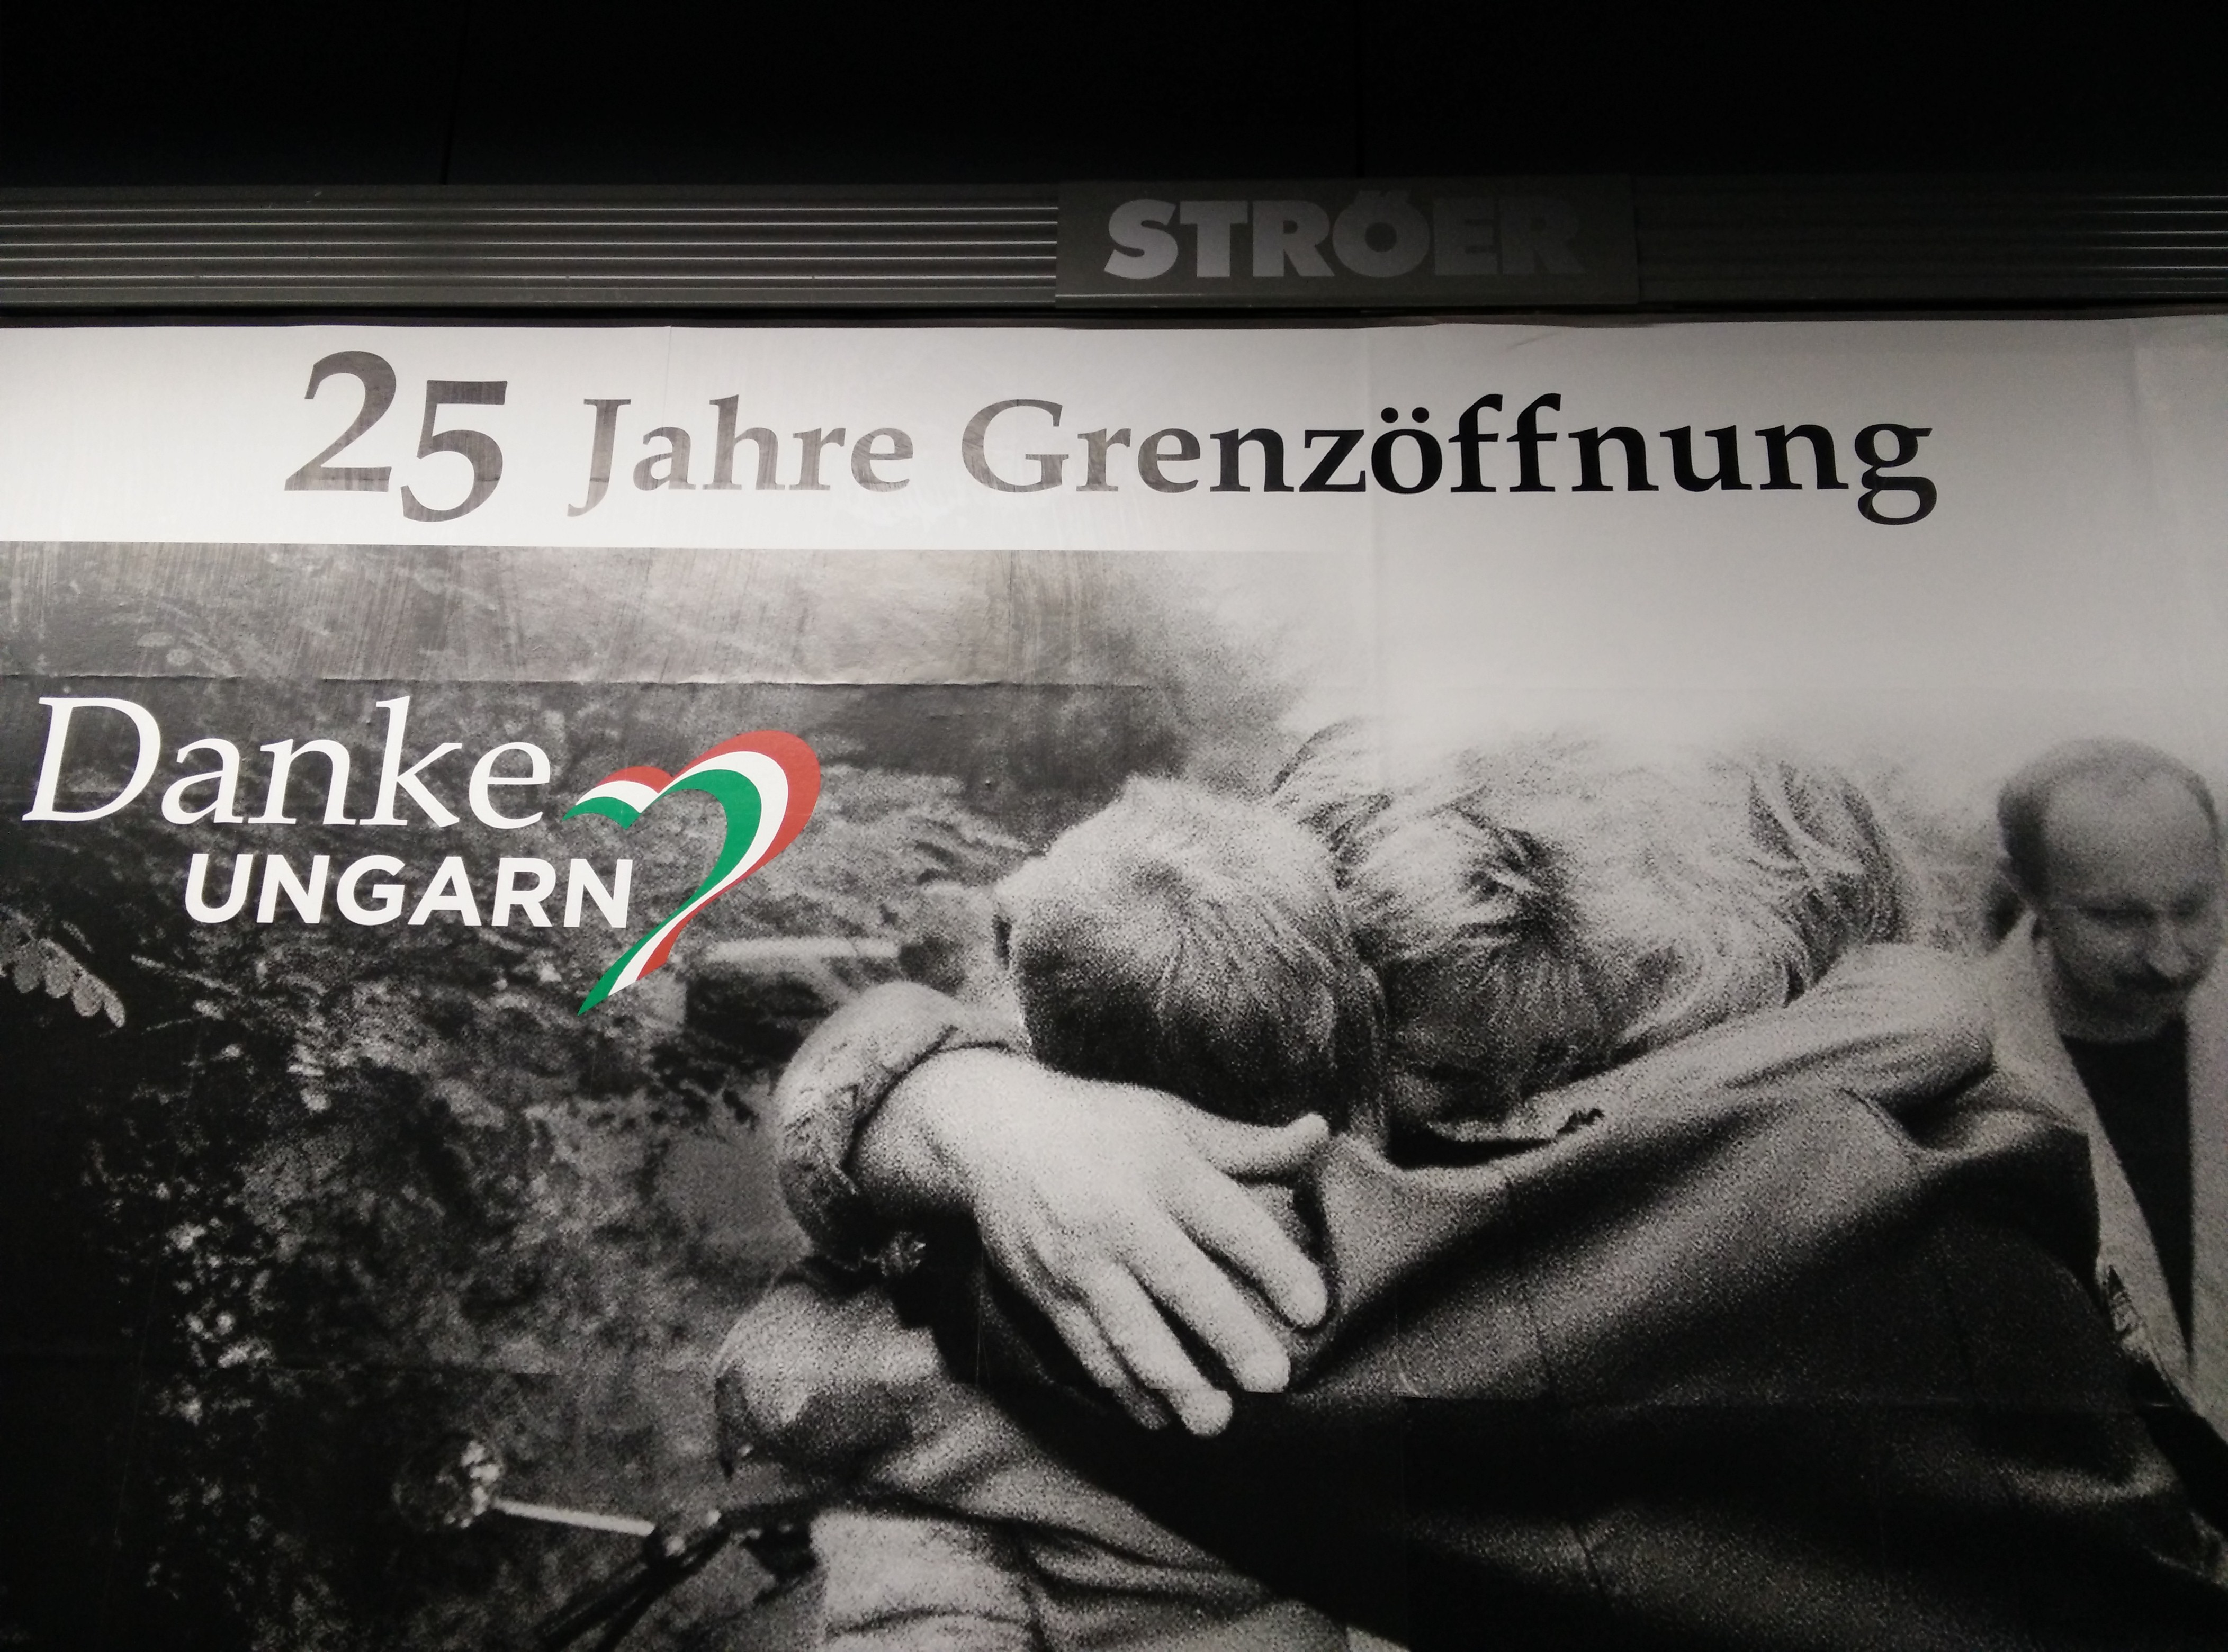 STRÖER
25 Jahre Grenzöffnung
Danke
UNGARN